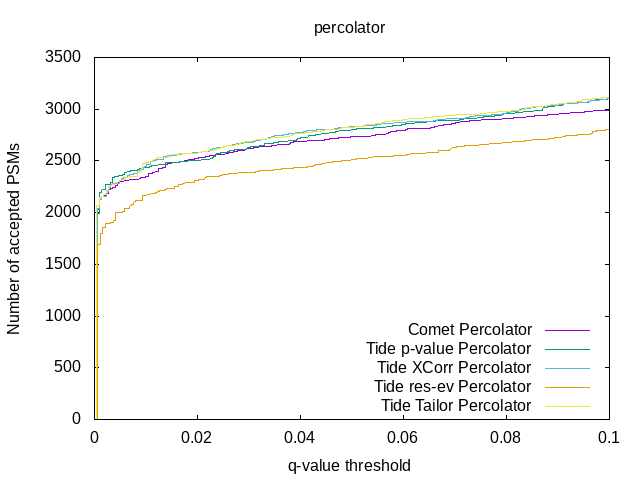 percolator
Number of accepted PSMs
3500
3000
2500
2000
1500
1000
500
0
Comet Percolator
Tide p-value Percolator
Tide XCorr Percolator
Tide res-ev Percolator
Tide Tailor Percolator
0 0.02 0.04 0.06 0.08 0.1
q-value threshold